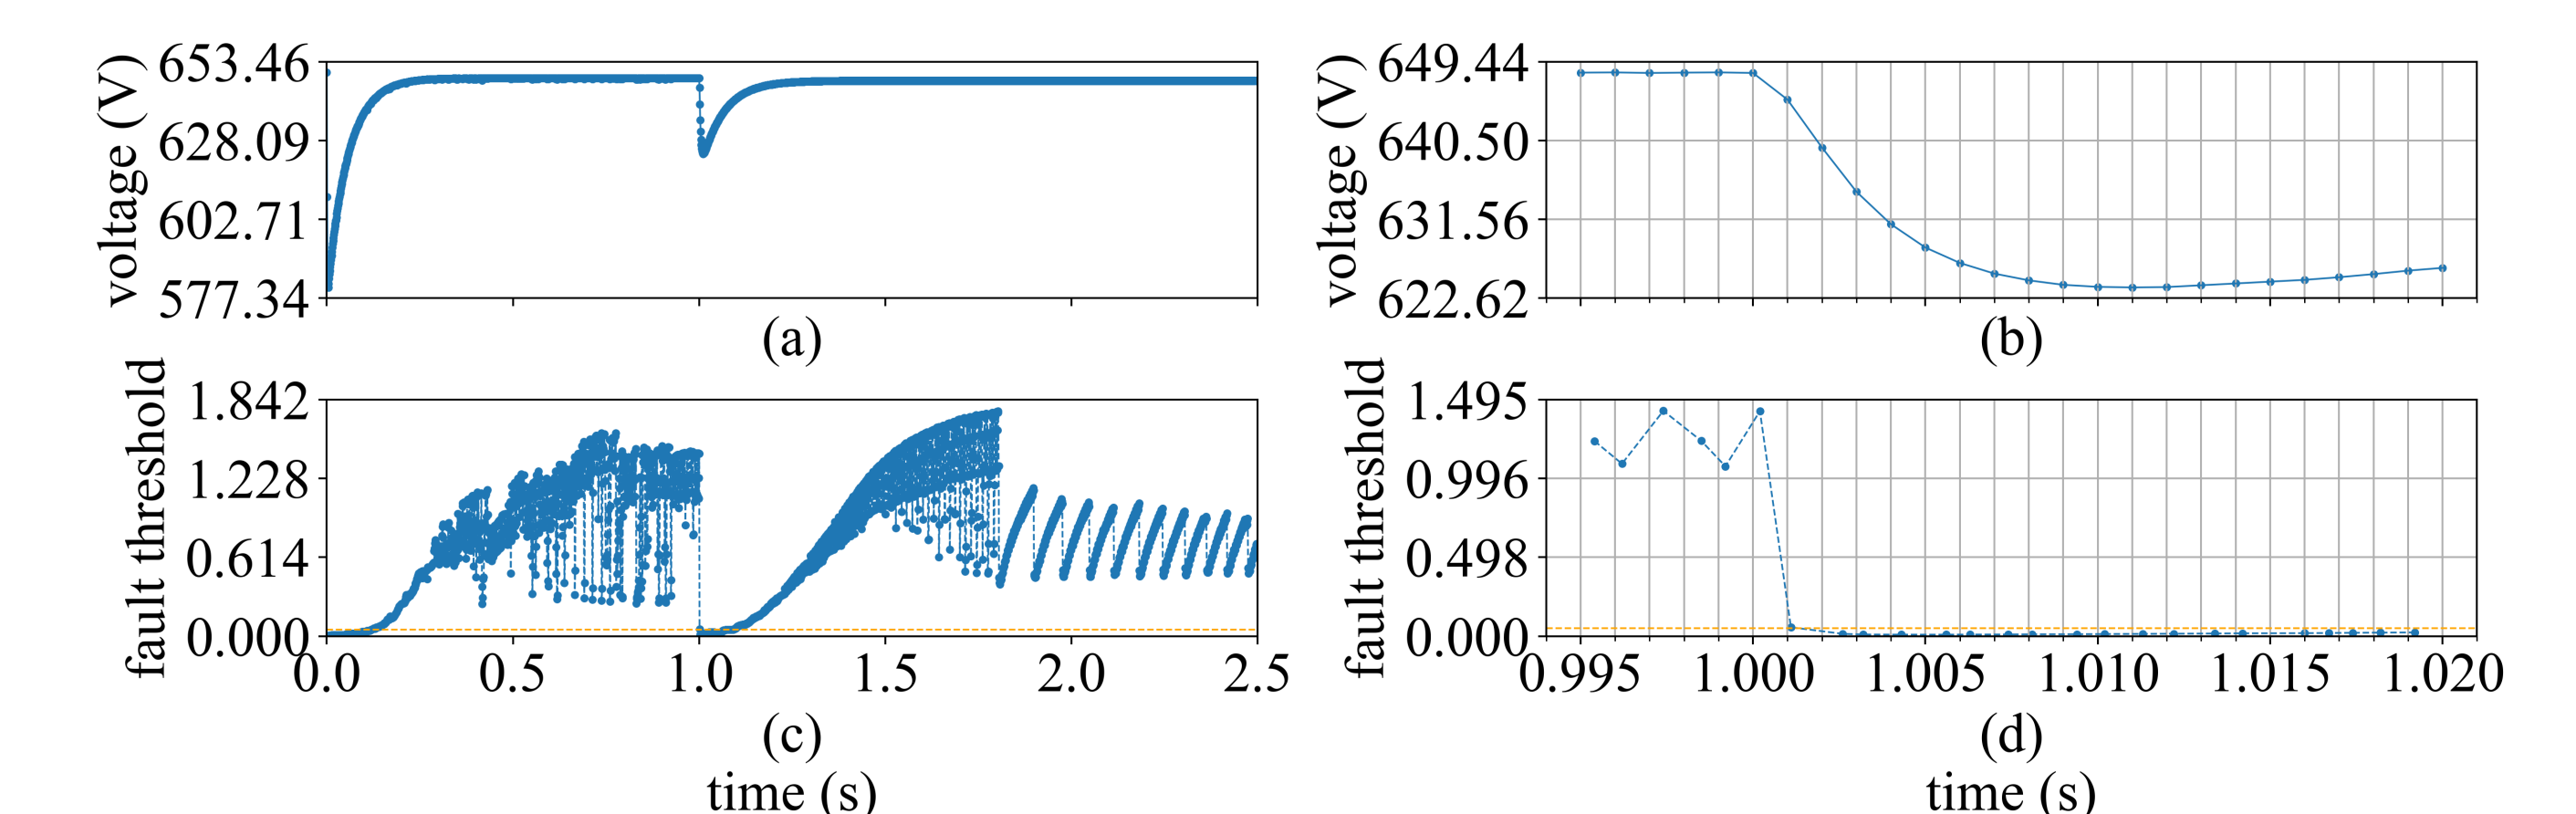 voltage (V)
653.46
628.09
602.71
577.34
(a)
voltage (V)
649.44
640.50
631.56
622.62
(b)
fault threshold
1.842
1.228
0.614
0.000
0.0 0.5 1.0 1.5 2.0 2.5
(c)
time (s)
fault threshold
1.495
0.996
0.498
0.000
0.995 1.000 1.005 1.010 1.015 1.020
(d)
time (s)